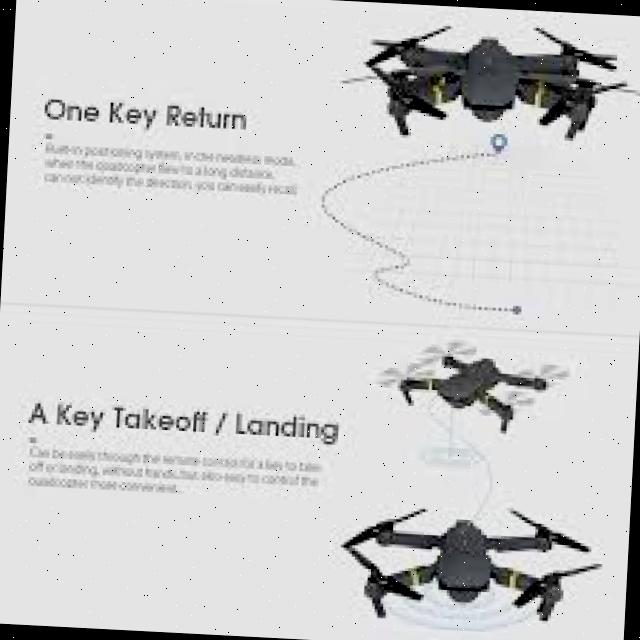 One Key Return
Built-in positioning system, in the headless mode,
when the quadcopter flew to a long distance,
cannot identify the direction, you can easily recall
A Key Takeoff / Landing
Can be easily through the remote control for a key to take
off or landing, without hands, but also easy to control the
quadcopter more convenient.